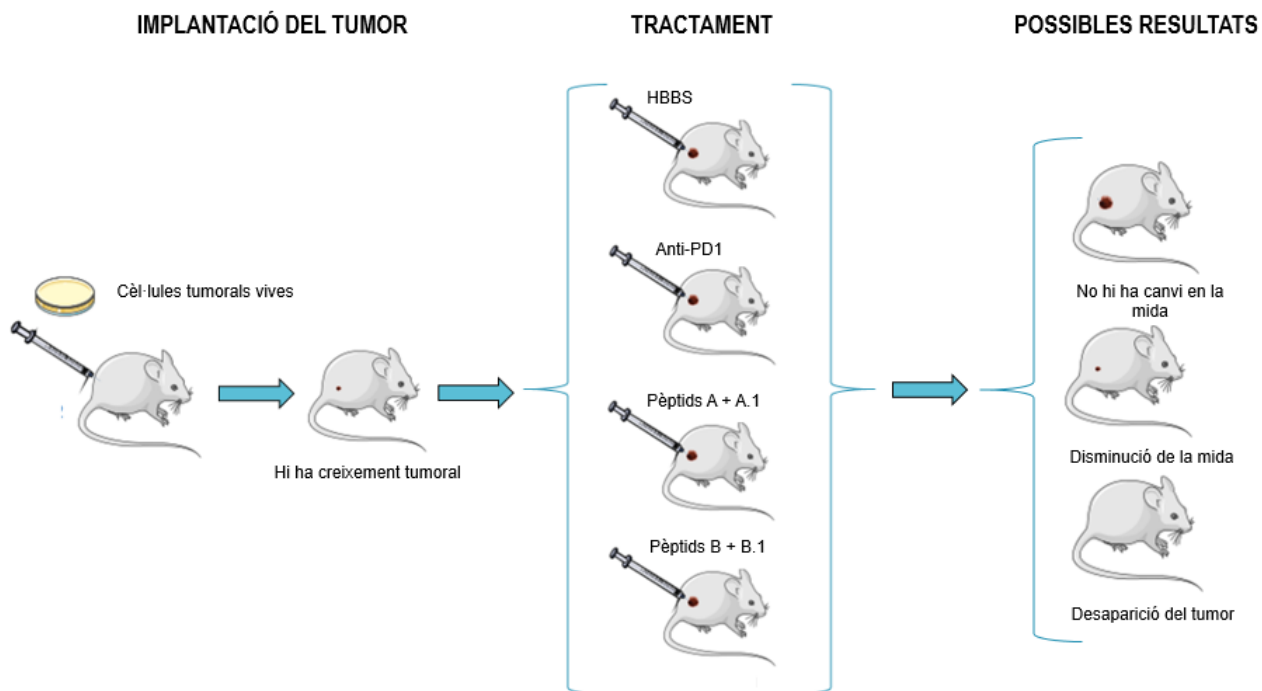 IMPLANTACIÓ DEL TUMOR
TRACTAMENT
POSSIBLES RESULTATS
Cèl·lules tumorals vives
Hi ha creixement tumoral
HBBS
Anti-PD1
Pèptids A + A.1
Pèptids B + B.1
No hi ha canvi en la
mida
Disminució de la mida
Desaparició del tumor